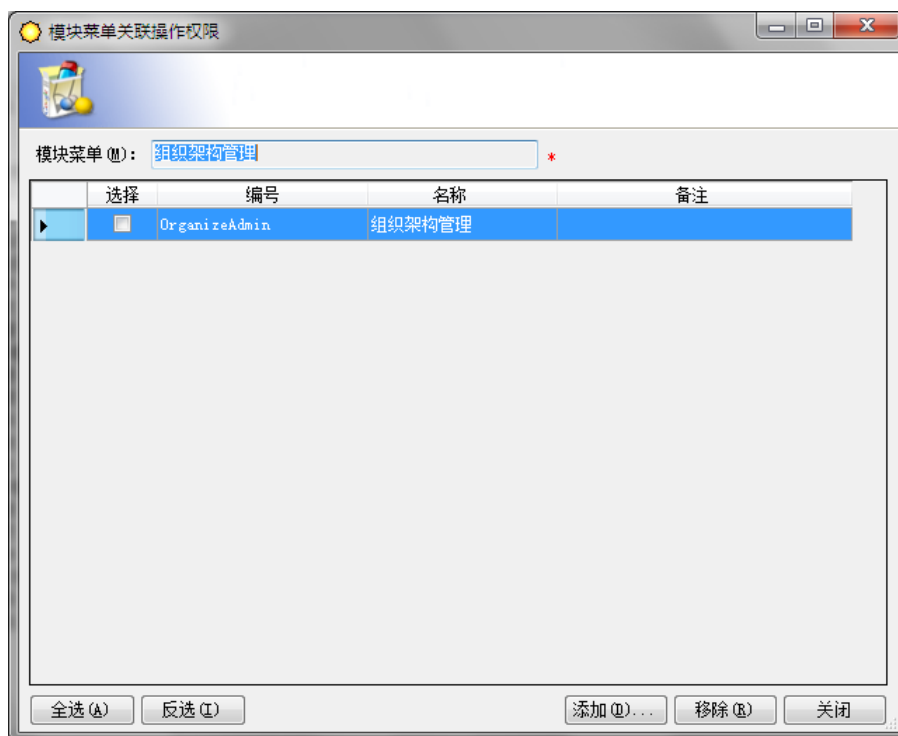 模块菜单关联操作权限
模块菜单(M)： 组织架构管理 *
选择 编号 名称 备注
OrganizeAdmin 组织架构管理
全选(A) 反选(I) 添加(D)... 移除(R) 关闭